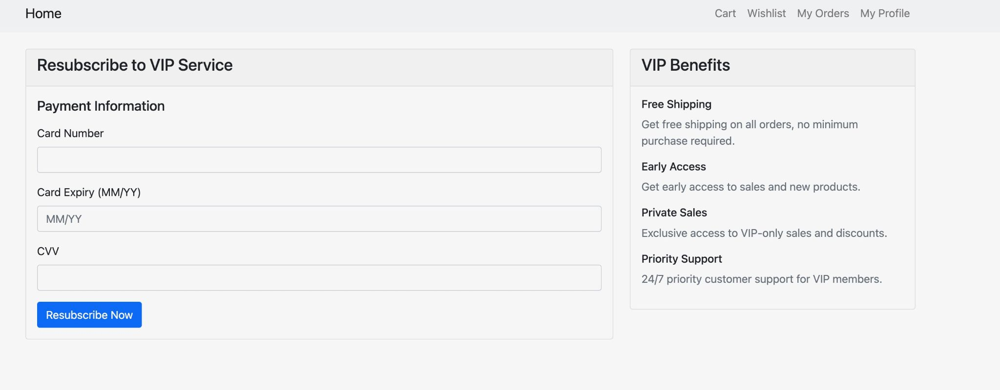 Home
Cart Wishlist My Orders My Profile
Resubscribe to VIP Service
Payment Information
Card Number
Card Expiry (MM/YY)
MM/YY
CVV
Resubscribe Now
VIP Benefits
Free Shipping
Get free shipping on all orders, no minimum
purchase required.
Early Access
Get early access to sales and new products.
Private Sales
Exclusive access to VIP-only sales and discounts.
Priority Support
24/7 priority customer support for VIP members.